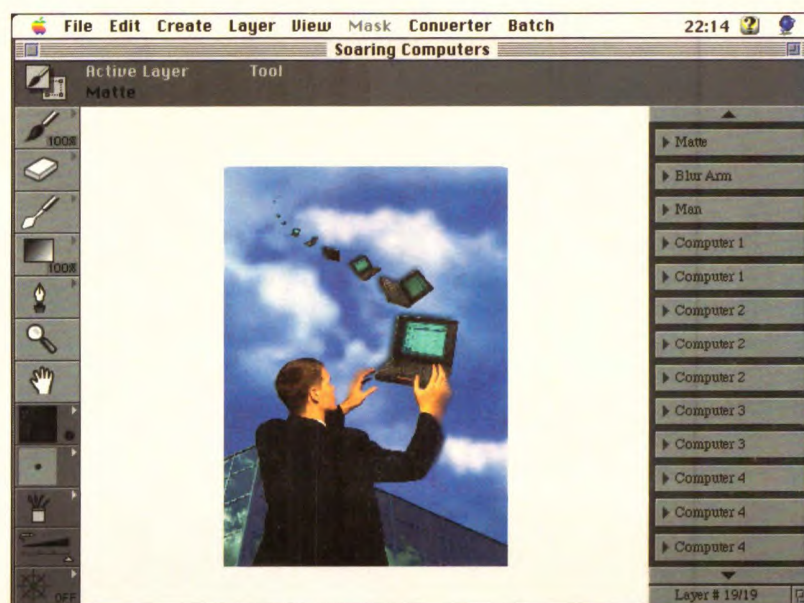 File Edit Create Layer View Mask Converter Batch 22:14
Soaring Computers
Active Layer Tool
Matte
100%
100%
OFF
Matte
Blur Arm
Man
Computer 1
Computer 1
Computer 2
Computer 2
Computer 2
Computer 3
Computer 3
Computer 4
Computer 4
Computer 4
Layer # 19/19